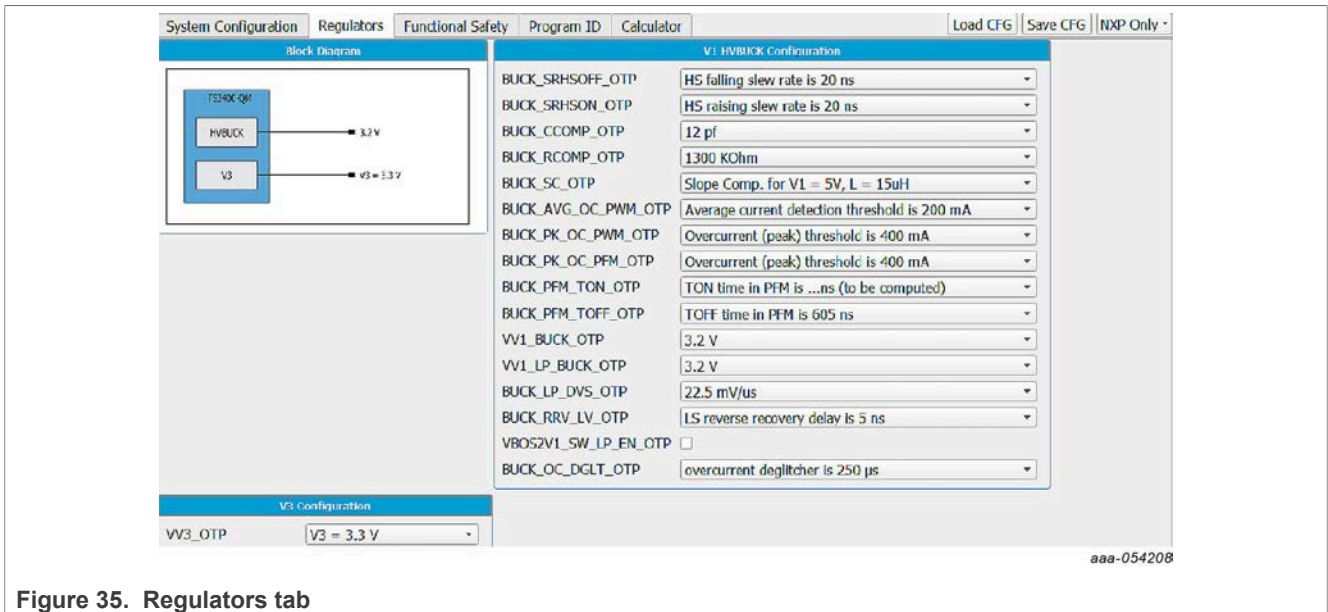 System Configuration Regulators Functional Safety Program ID Calculator Load CFG Save CFG NXP Only
Block Diagram
HVBUCK 3.2 V
V3 V3 = 3.3 V
V1 HVBUCK Configuration
BUCK_SRHSOFF_OTP HS falling slew rate is 20 ns
BUCK_SRHSON_OTP HS raising slew rate is 20 ns
BUCK_CCOMP_OTP 12 pf
BUCK_RCOMP_OTP 1300 KOhm
BUCK_SC_OTP Slope Comp. for V1 = 5V, L = 15uH
BUCK_AVG_OC_PWM_OTP Average current detection threshold is 200 mA
BUCK_PK_OC_PWM_OTP Overcurrent (peak) threshold is 400 mA
BUCK_PK_OC_PFM_OTP Overcurrent (peak) threshold is 400 mA
BUCK_PFM_TON_OTP TON time in PFM is ...ns (to be computed)
BUCK_PFM_TOFF_OTP TOFF time in PFM is 605 ns
VV1_BUCK_OTP 3.2 V
VV1_LP_BUCK_OTP 3.2 V
BUCK_LP_DVS_OTP 22.5 mV/us
BUCK_RRV_LV_OTP LS reverse recovery delay is 5 ns
VBOS2V1_SW_LP_EN_OTP
BUCK_OC_DGLT_OTP overcurrent deglitcher is 250 µs
V3 Configuration
VV3_OTP V3 = 3.3 V
aaa-054208
Figure 35. Regulators tab